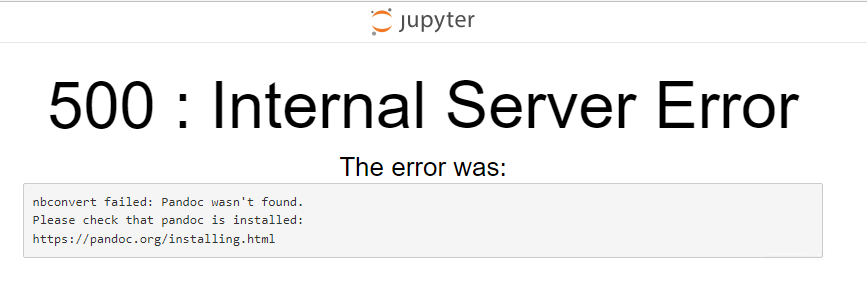 jupyter
500 : Internal Server Error
The error was:
nbconvert failed: Pandoc wasn't found.
Please check that pandoc is installed:
https://pandoc.org/installing.html